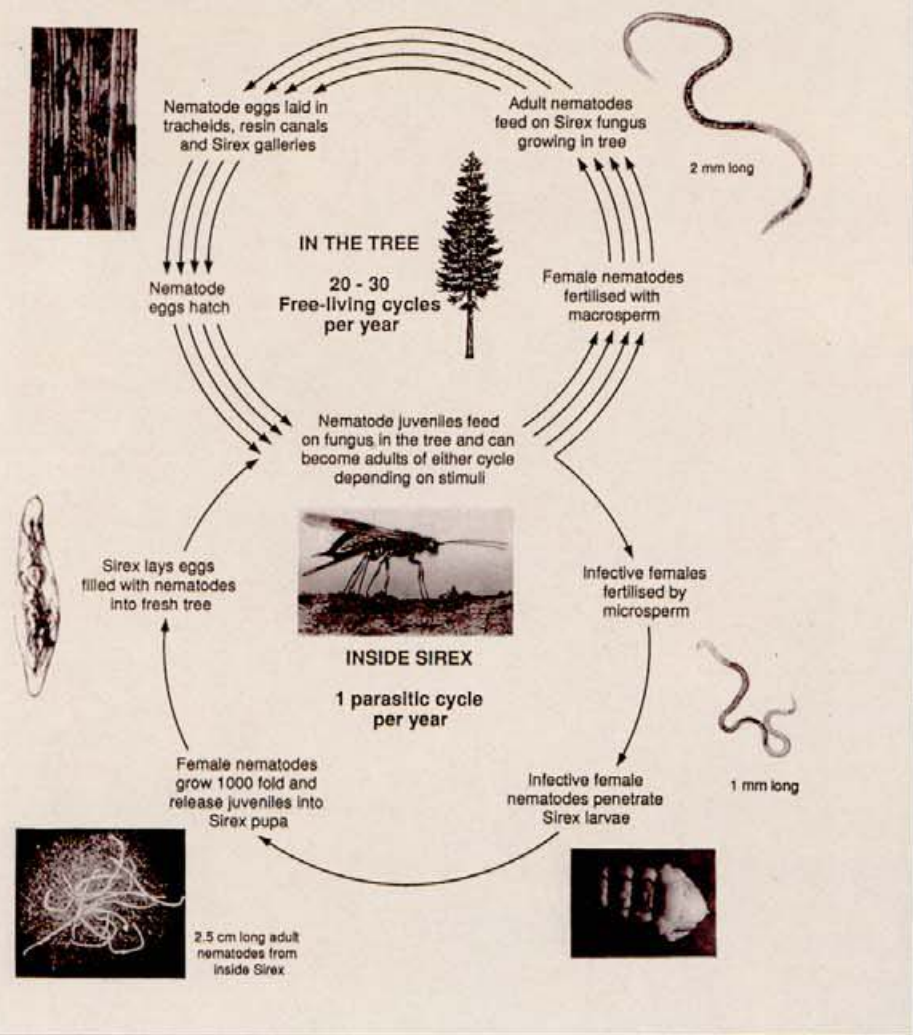 Nematode eggs laid in
tracheids, resin canals
and Sirex galleries
Adult nematodes
feed on Sirex fungus
growing in tree
2 mm long
IN THE TREE
20 - 30
Free-living cycles
per year
Nematode
eggs hatch
Female nematodes
fertilised with
macrosperm
Nematode juveniles feed
on fungus in the tree and can
become adults of either cycle
depending on stimuli
Sirex lays eggs
filled with nematodes
into fresh tree
Infective females
fertilised by
microsperm
INSIDE SIREX
1 parasitic cycle
per year
Female nematodes
grow 1000 fold and
release juveniles into
Sirex pupa
Infective female
nematodes penetrate
Sirex larvae
1 mm long
2.5 cm long adult
nematodes from
inside Sirex